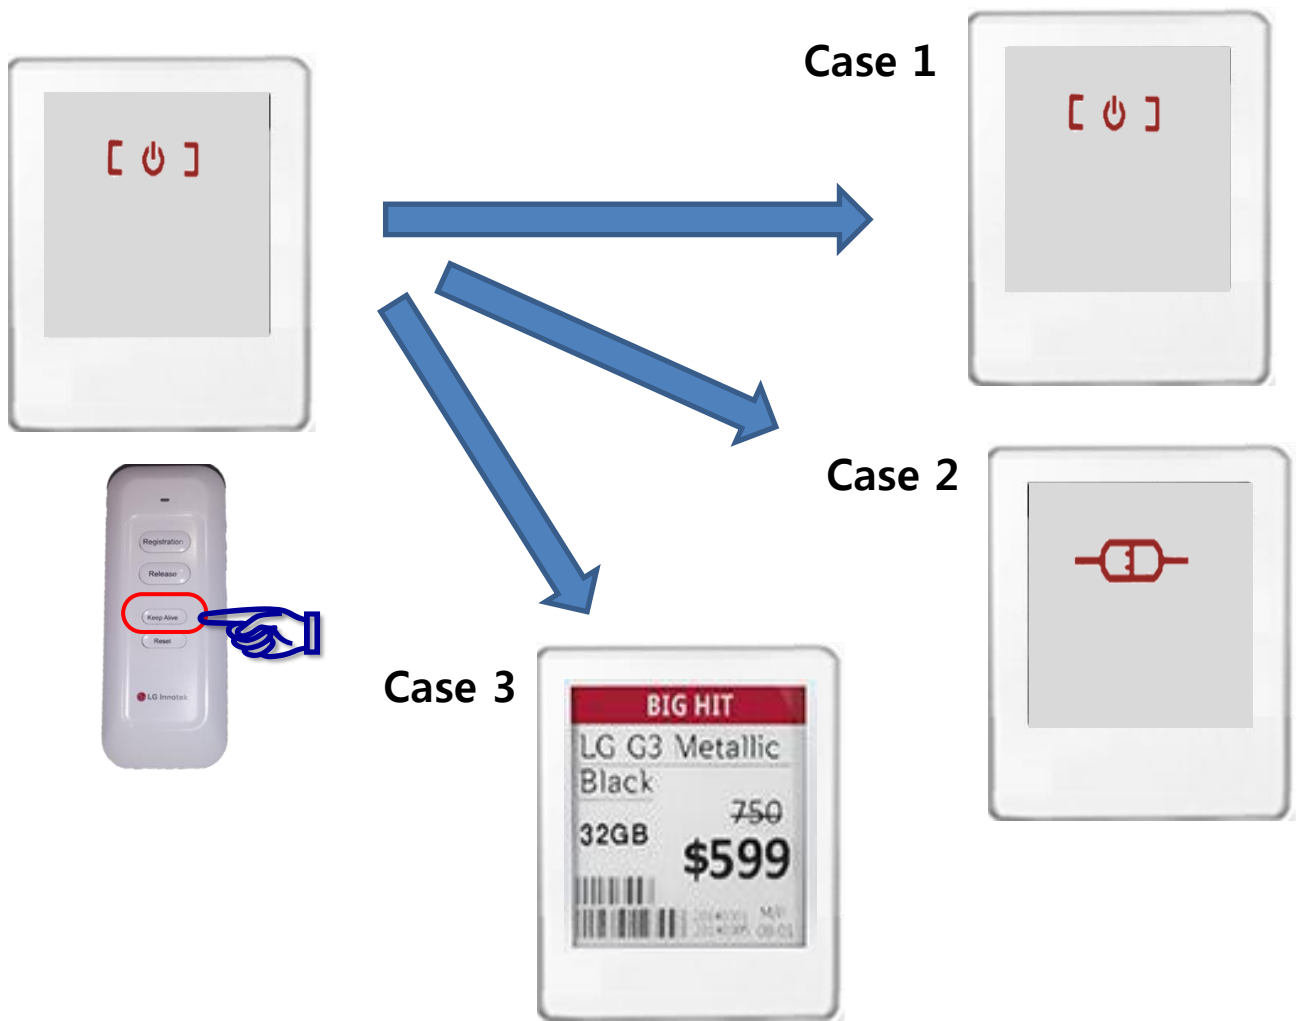 Case 1
Case 2
Registration
Release
Keep Alive
Reset
LG Innotek
Case 3
BIG HIT
LG G3 Metallic
Black
750
32GB
$599